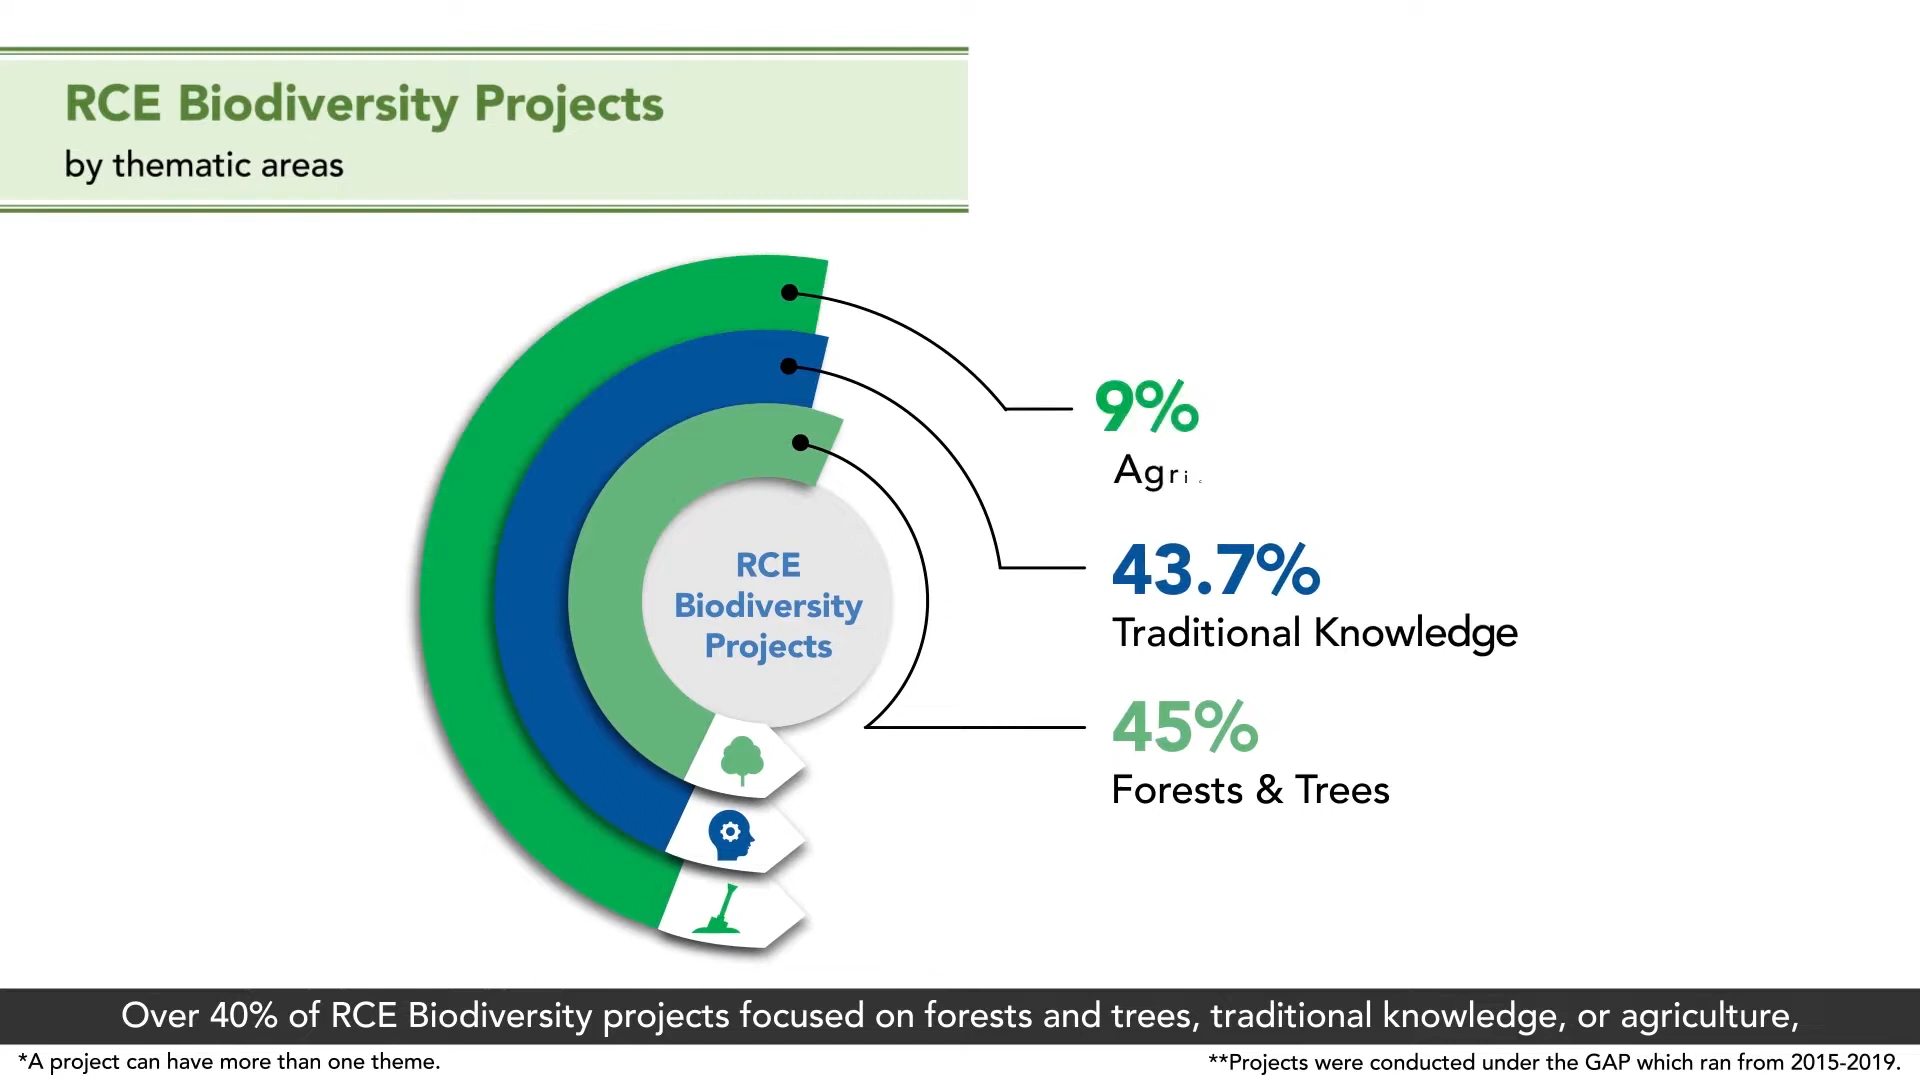 RCE Biodiversity Projects
by thematic areas
9%
Agric
43.7%
Traditional Knowledge
45%
Forests & Trees
RCE
Biodiversity
Projects
Over 40% of RCE Biodiversity projects focused on forests and trees, traditional knowledge, or agriculture,
*A project can have more than one theme.
**Projects were conducted under the GAP which ran from 2015-2019.